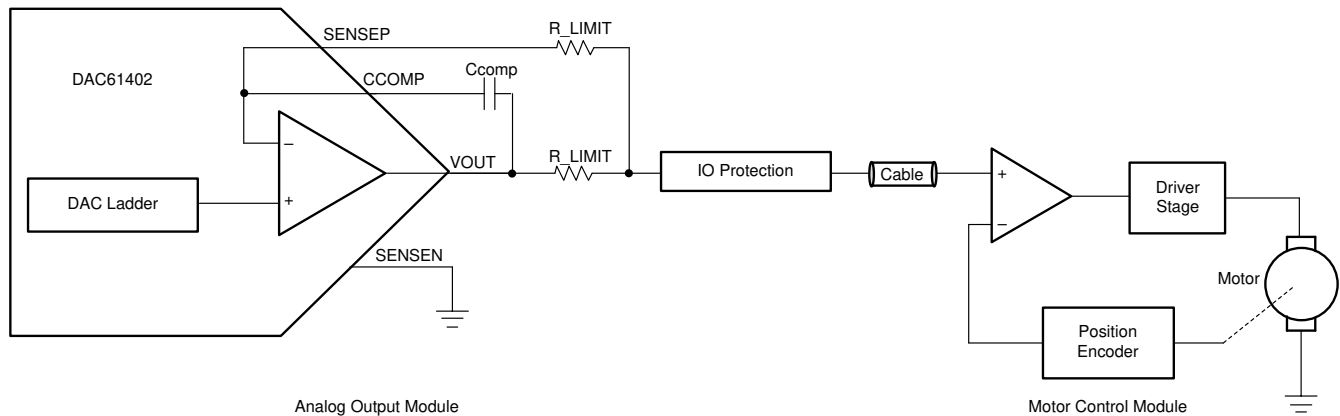 SENSEP
R_LIMIT
DAC61402
CCOMP
Ccomp
−
+
VOUT
R_LIMIT
DAC Ladder
SENSEN
IO Protection
Cable
+
−
Driver
Stage
Motor
Position
Encoder
Analog Output Module
Motor Control Module